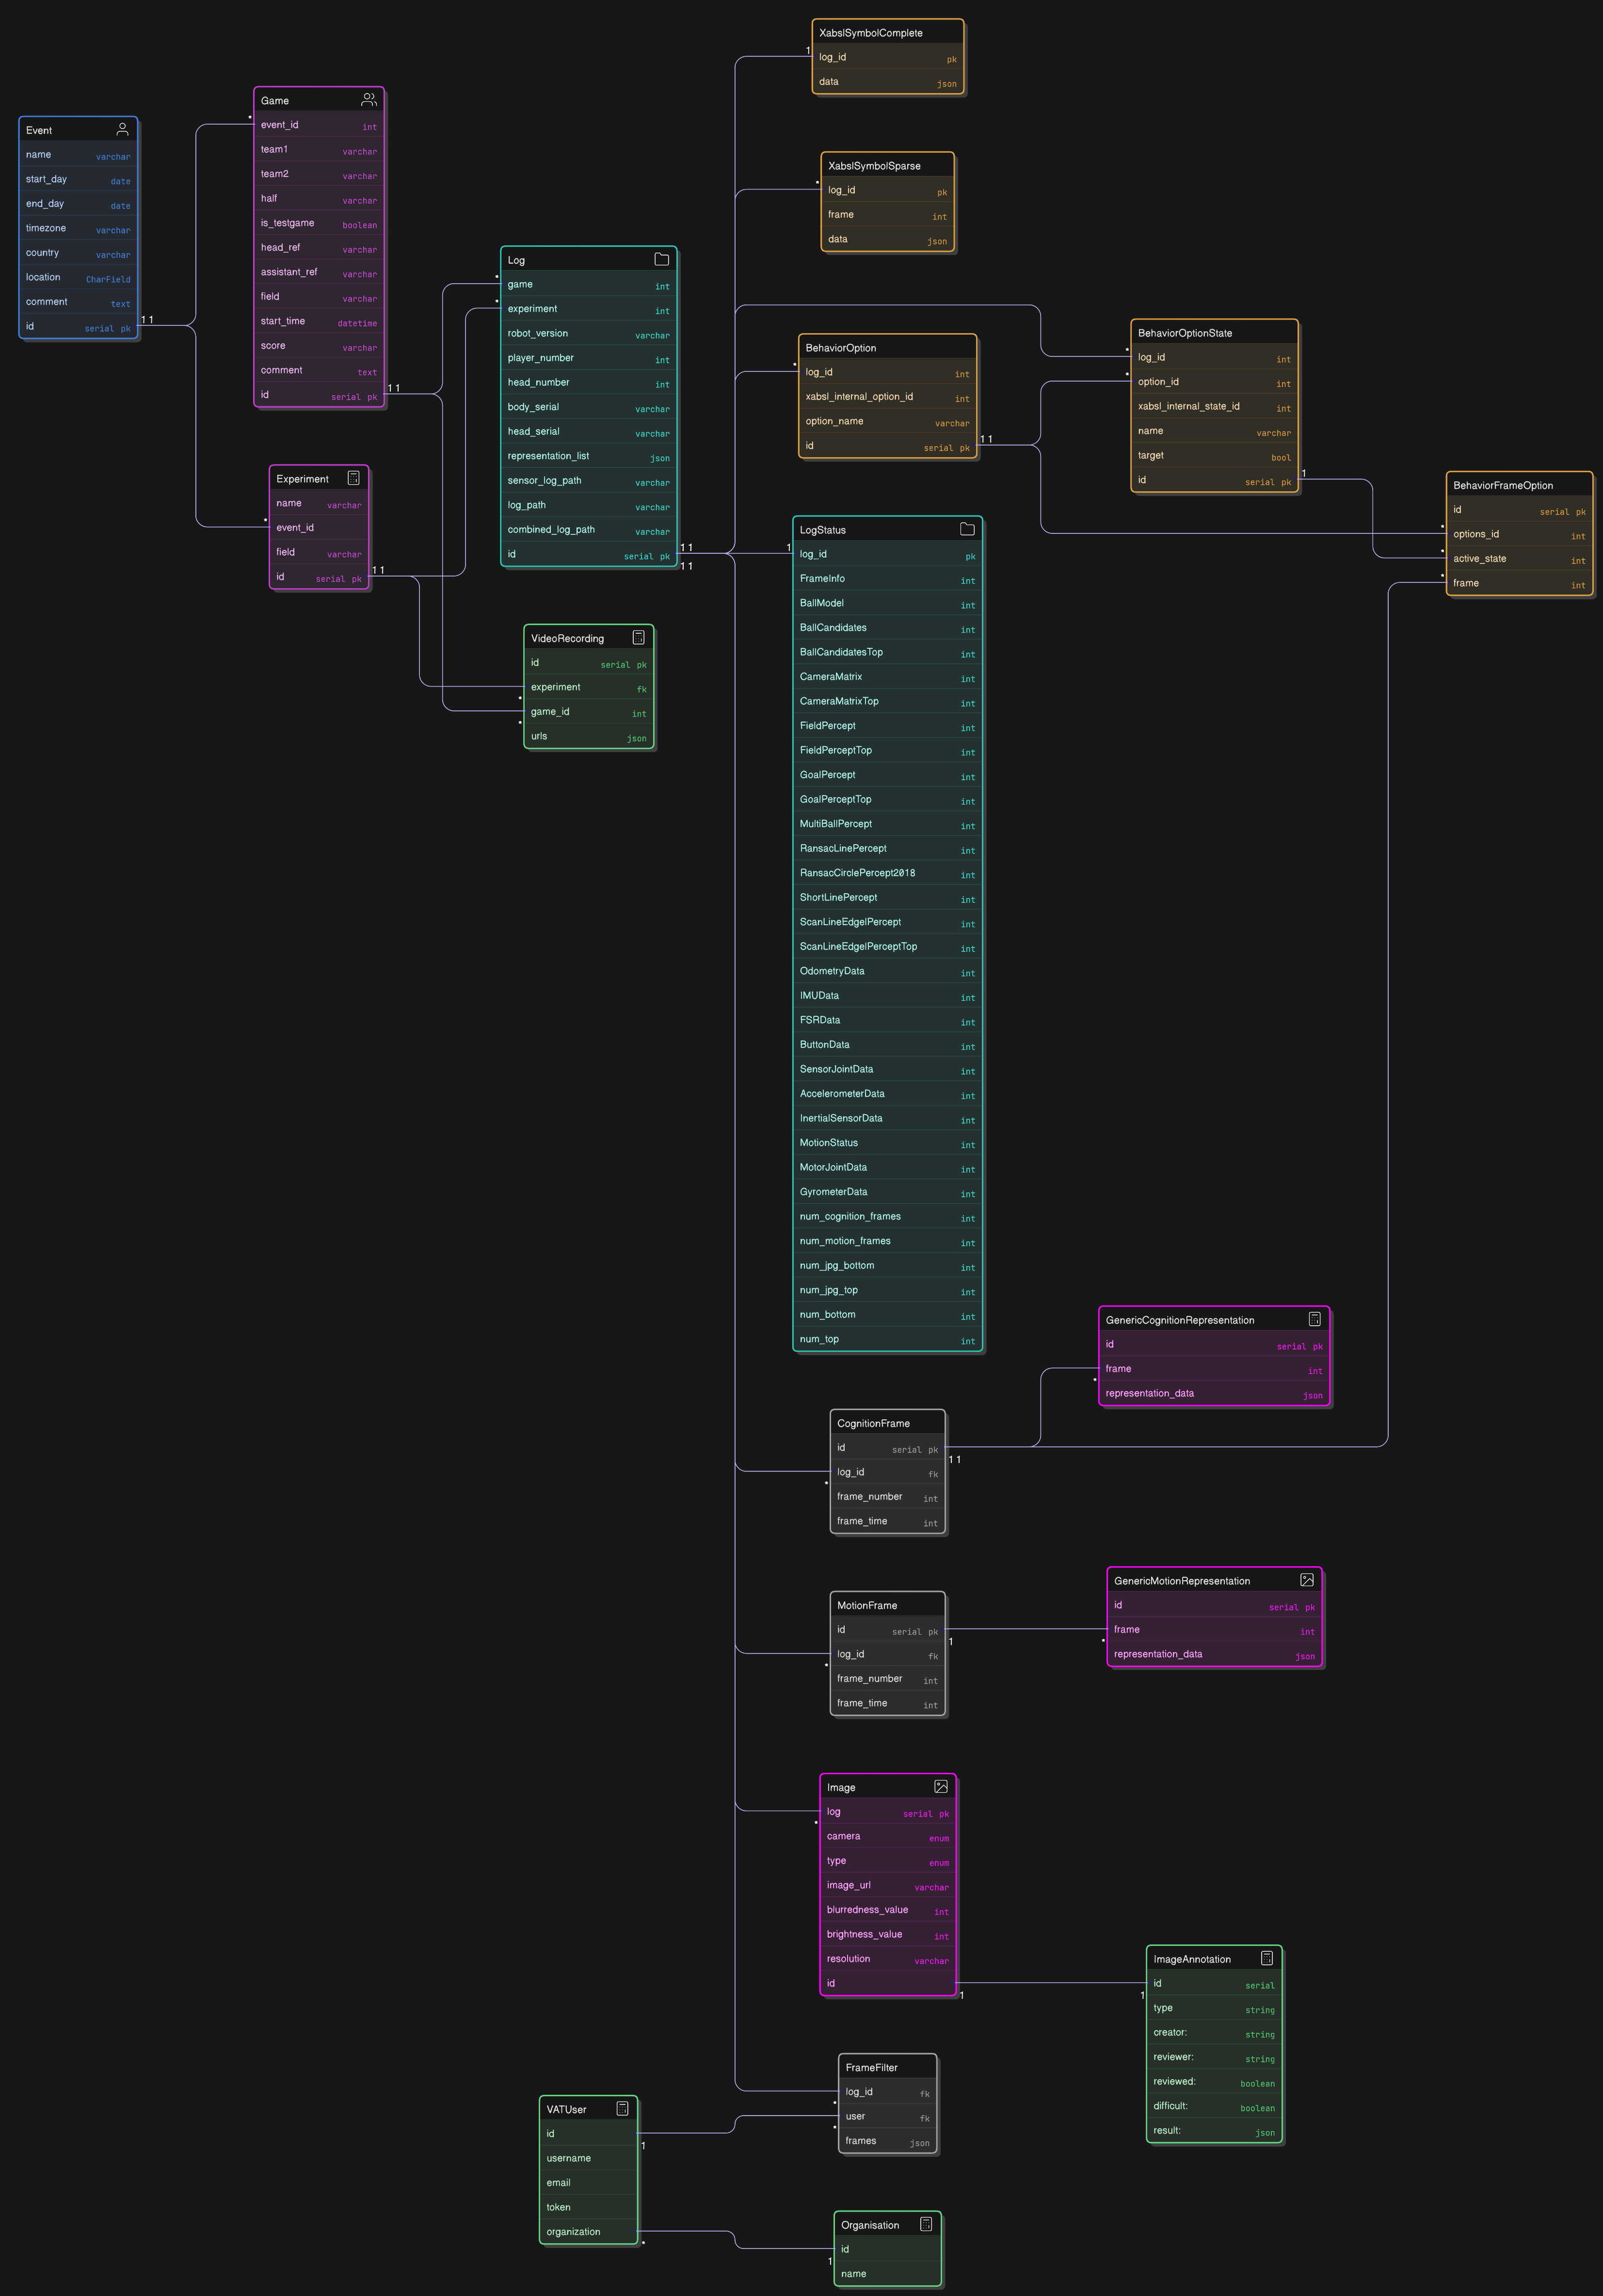 XabslSymbolComplete
1
log_id pk
data json
Game
event_id int
team1 varchar
team2 varchar
half varchar
is_testgame boolean
head_ref varchar
assistant_ref varchar
field varchar
start_time datetime
score varchar
comment text
id serial pk
1 1
Event
name varchar
start_day date
end_day date
timezone varchar
country varchar
location CharField
comment text
id serial pk
1 1
XabslSymbolSparse
log_id pk
frame int
data json
Log
game int
experiment int
robot_version varchar
player_number int
head_number int
body_serial varchar
head_serial varchar
representation_list json
sensor_log_path varchar
log_path varchar
combined_log_path varchar
id serial pk
1 1
1 1
BehaviorOption
log_id int
xabsl_internal_option_id int
option_name varchar
id serial pk
1 1
BehaviorOptionState
log_id int
option_id int
xabsl_internal_state_id int
name varchar
target bool
id serial pk
1
BehaviorFrameOption
id serial pk
options_id int
active_state int
frame int
Experiment
name varchar
event_id
field varchar
id serial pk
1 1
LogStatus
1
log_id pk
FrameInfo int
BallModel int
BallCandidates int
BallCandidatesTop int
CameraMatrix int
CameraMatrixTop int
FieldPercept int
FieldPerceptTop int
GoalPercept int
GoalPerceptTop int
MultiBallPercept int
RansacLinePercept int
RansacCirclePercept2018 int
ShortLinePercept int
ScanLineEdgelPercept int
ScanLineEdgelPerceptTop int
OdometryData int
IMUData int
FSRData int
ButtonData int
SensorJointData int
AccelerometerData int
InertialSensorData int
MotionStatus int
MotorJointData int
GyrometerData int
num_cognition_frames int
num_motion_frames int
num_jpg_bottom int
num_jpg_top int
num_bottom int
num_top int
VideoRecording
id serial pk
experiment fk
game_id int
urls json
GenericCognitionRepresentation
id serial pk
frame int
representation_data json
CognitionFrame
id serial pk
1 1
log_id fk
frame_number int
frame_time int
GenericMotionRepresentation
id serial pk
frame int
representation_data json
MotionFrame
id serial pk
1
log_id fk
frame_number int
frame_time int
Image
log serial pk
camera enum
type enum
image_url varchar
blurredness_value int
brightness_value int
resolution varchar
id
1
ImageAnnotation
id serial
1
type string
creator: string
reviewer: string
reviewed: boolean
difficult: boolean
result: json
FrameFilter
log_id fk
user fk
frames json
VATUser
id
1
username
email
token
organization
Organisation
id
1
name